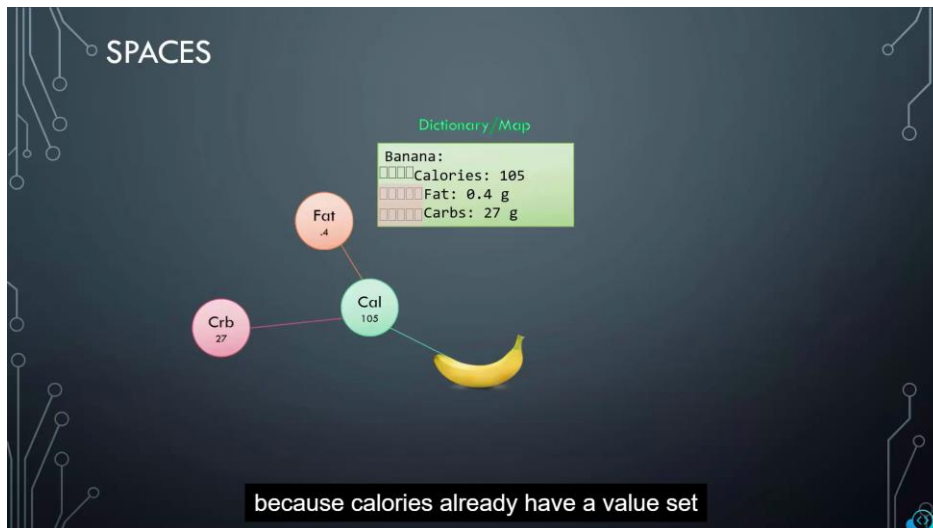 SPACES
Dictionary/Map
Banana:
Calories: 105
Fat: 0.4 g
Carbs: 27 g
Fat
.4
Cal
105
Crb
27
because calories already have a value set